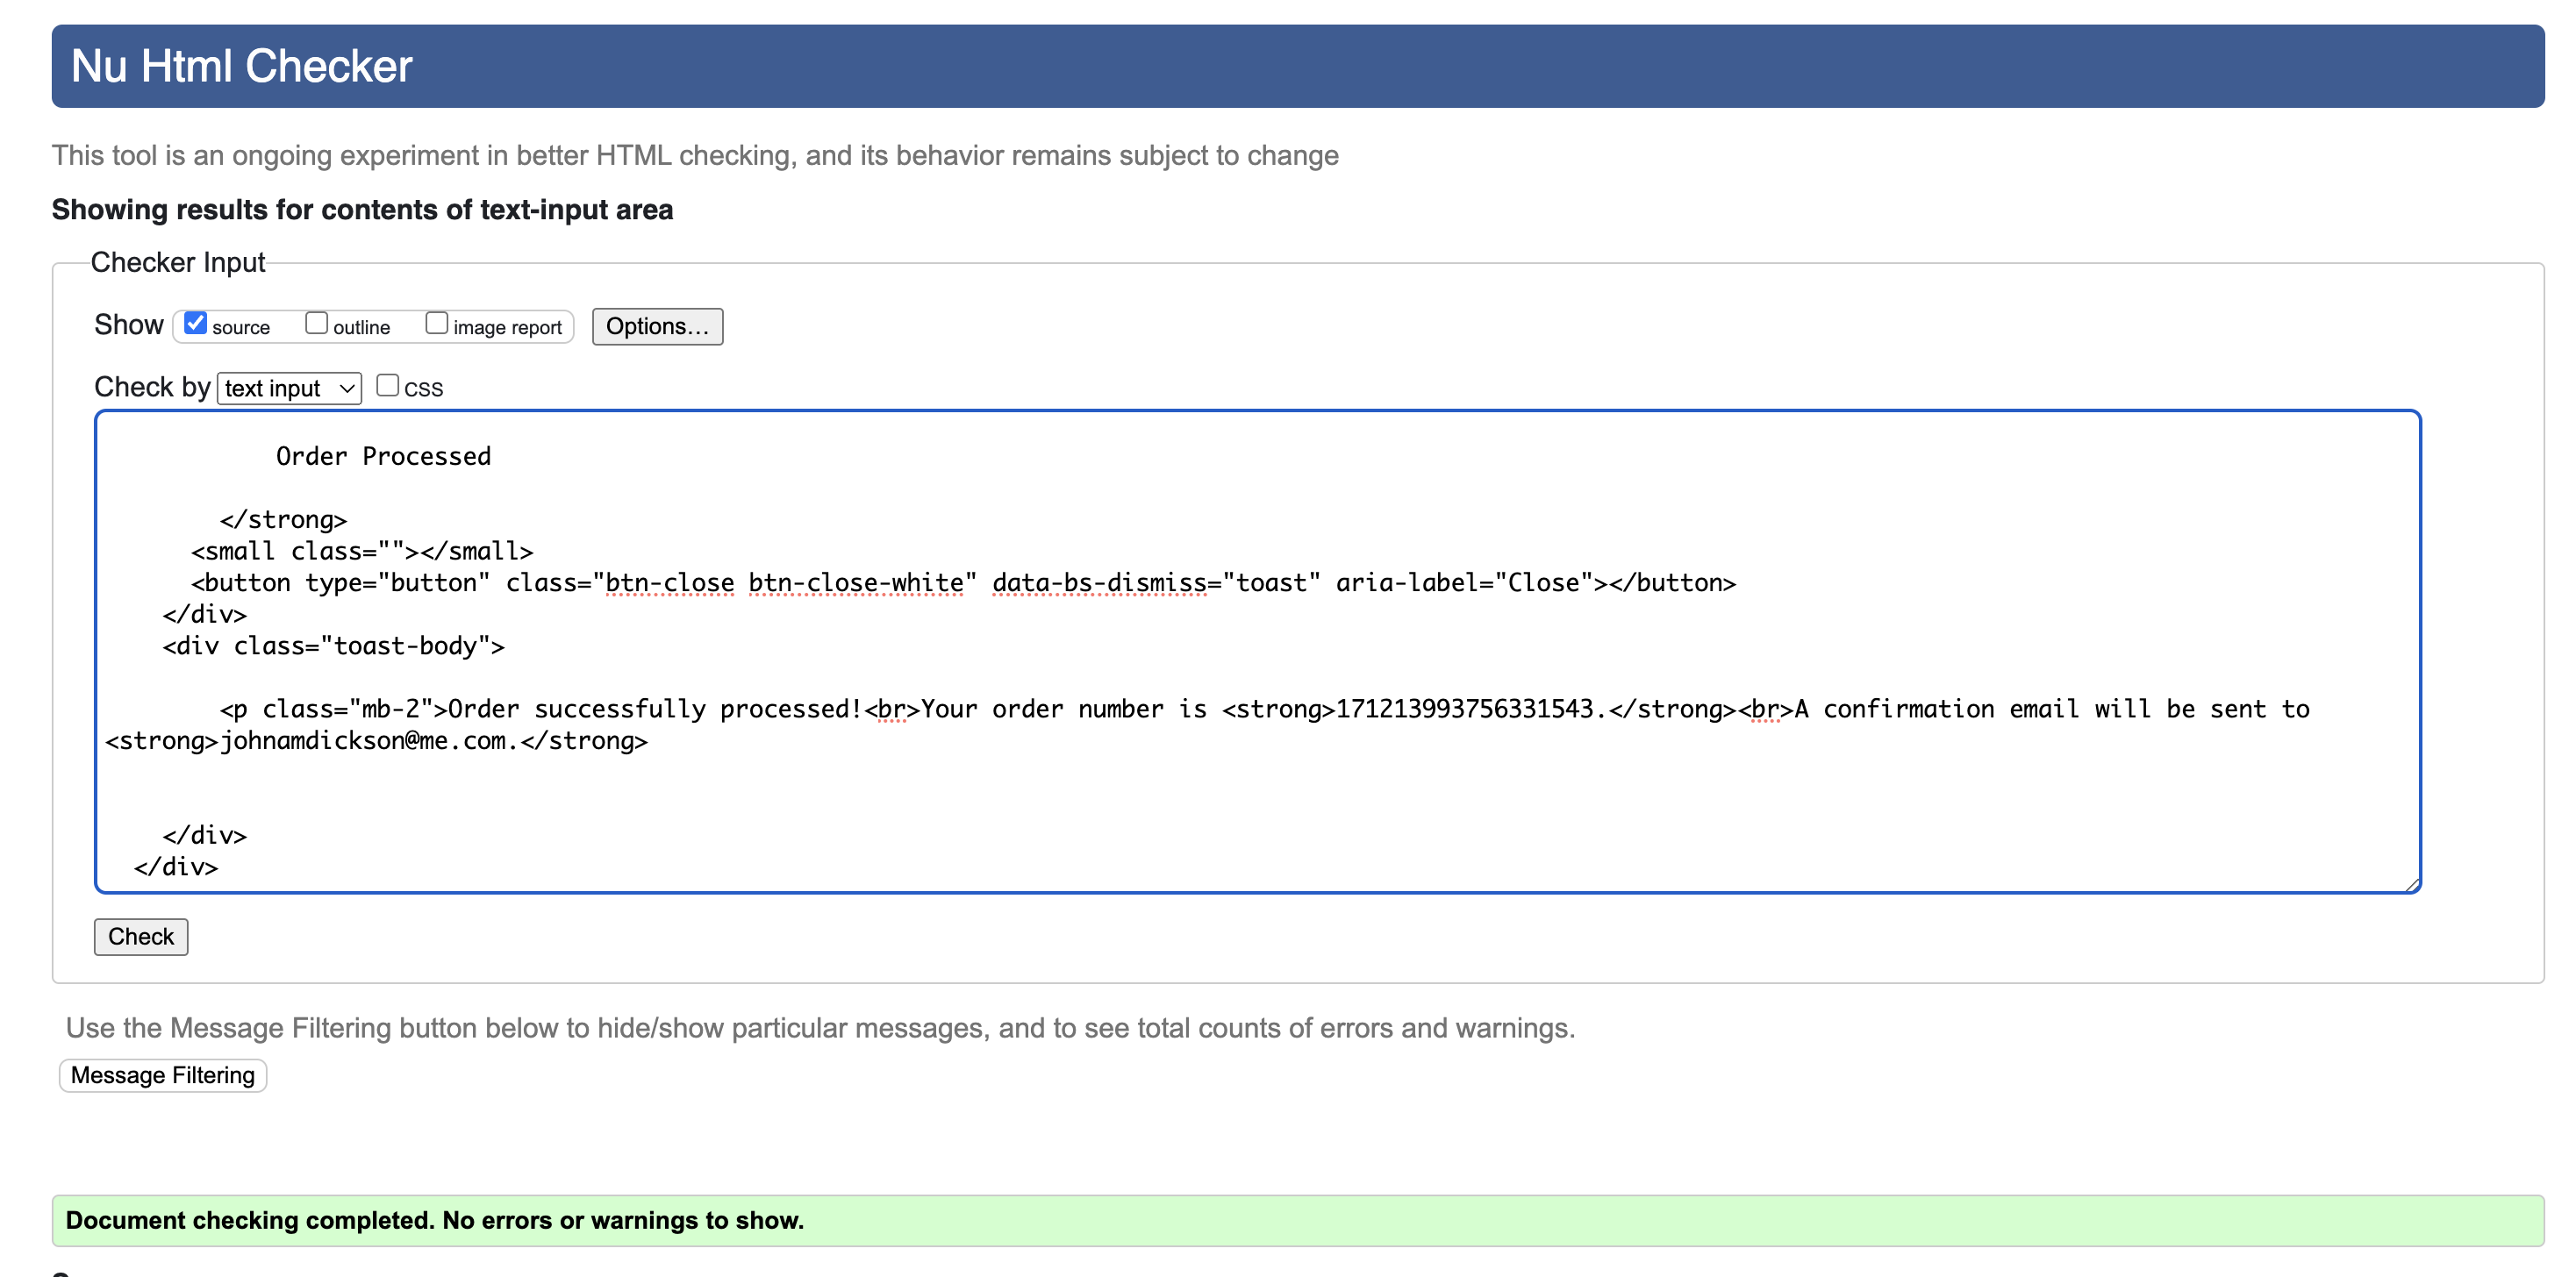 Nu Html Checker
This tool is an ongoing experiment in better HTML checking, and its behavior remains subject to change
Showing results for contents of text-input area
Checker Input
Show source outline image report Options...
Check by text input CSS
Order Processed
</strong>
<small class=""></small>
<button type="button" class="btn-close btn-close-white" data-bs-dismiss="toast" aria-label="Close"></button>
</div>
<div class="toast-body">
<p class="mb-2">Order successfully processed!<br>Your order number is <strong>171213993756331543.</strong><br>A confirmation email will be sent to
<strong>johnamdickson@me.com.</strong>
</div>
</div>
Check
Use the Message Filtering button below to hide/show particular messages, and to see total counts of errors and warnings.
Message Filtering
Document checking completed. No errors or warnings to show.